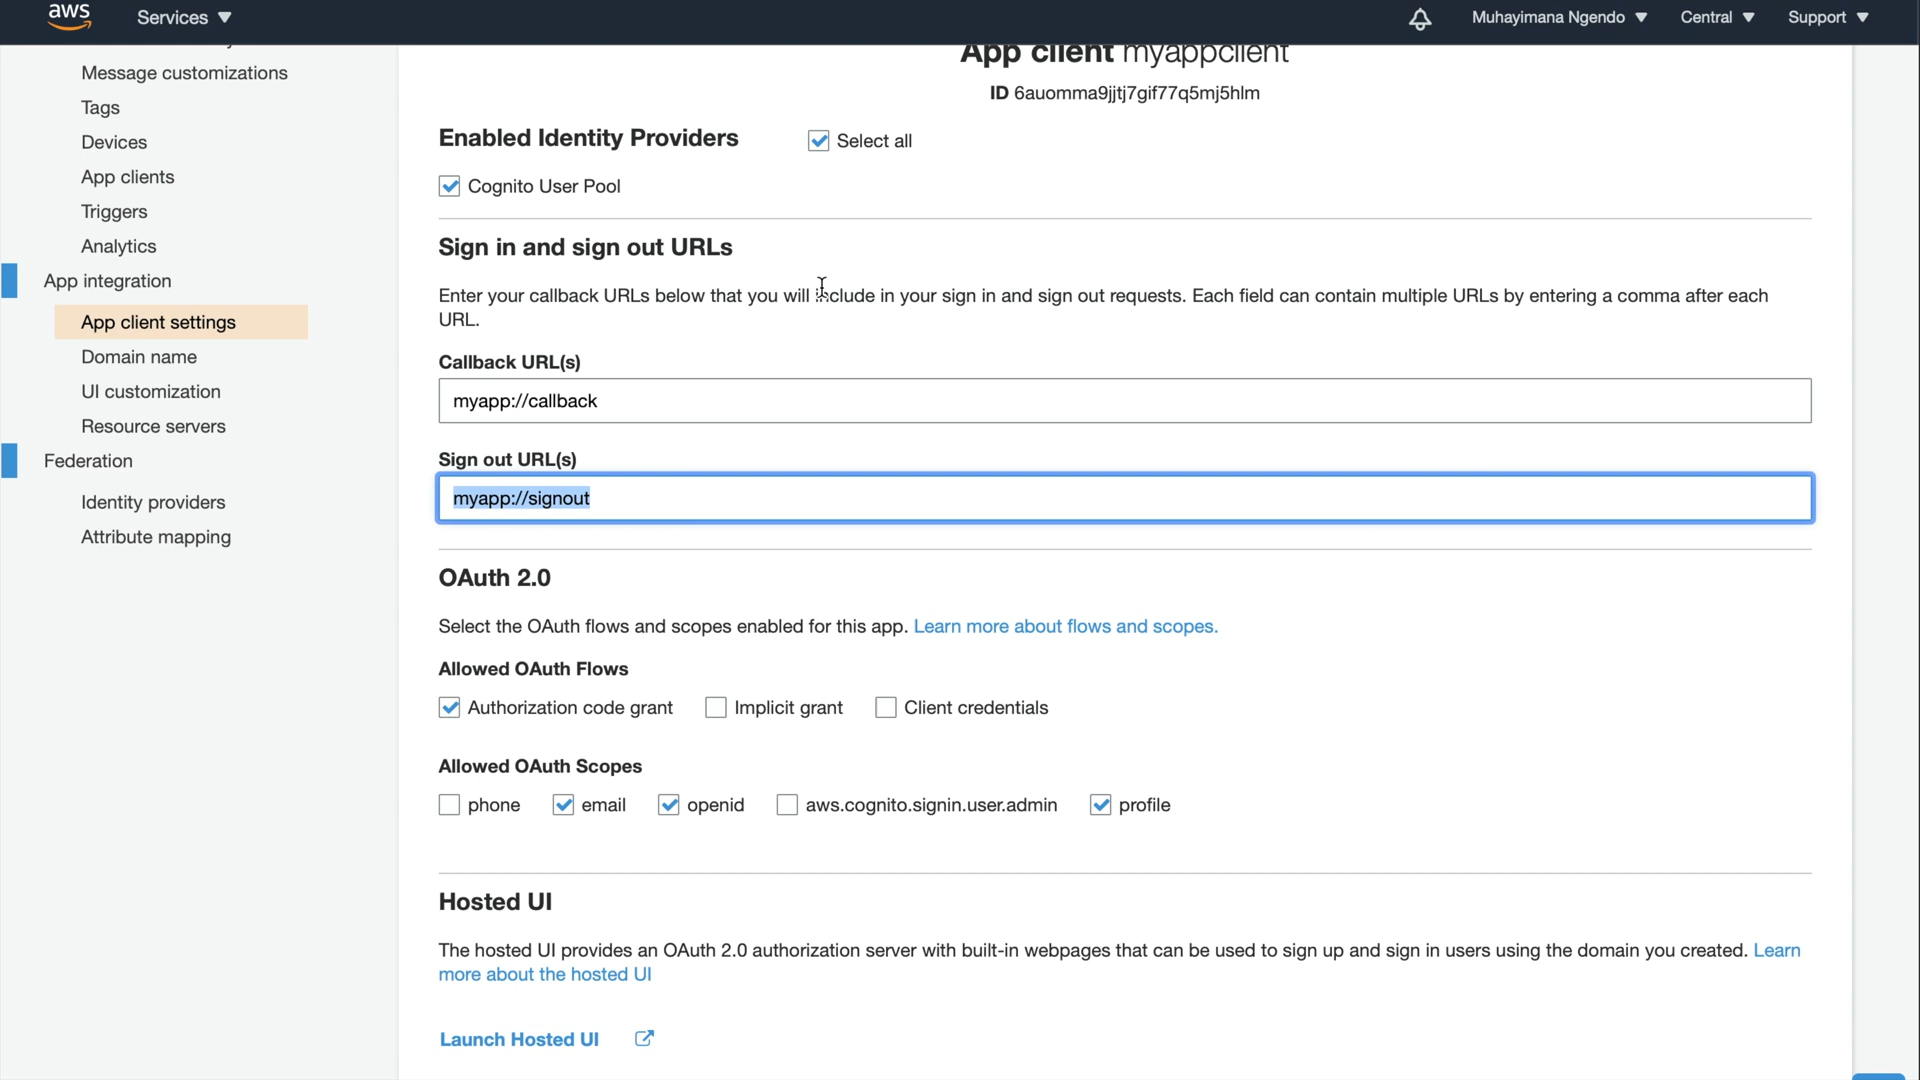 aws
Services
Muhayimana Ngendo
Central
Support
Message customizations
Tags
Devices
App clients
Triggers
Analytics
App integration
App client settings
Domain name
UI customization
Resource servers
Federation
Identity providers
Attribute mapping
App client myappclient
ID 6auomma9jjtj7gif77q5mj5hlm
Enabled Identity Providers
Select all
Cognito User Pool
Sign in and sign out URLs
Enter your callback URLs below that you will include in your sign in and sign out requests. Each field can contain multiple URLs by entering a comma after each
URL.
Callback URL(s)
myapp://callback
Sign out URL(s)
myapp://signout
OAuth 2.0
Select the OAuth flows and scopes enabled for this app. Learn more about flows and scopes.
Allowed OAuth Flows
Authorization code grant
Implicit grant
Client credentials
Allowed OAuth Scopes
phone
email
openid
aws.cognito.signin.user.admin
profile
Hosted UI
The hosted UI provides an OAuth 2.0 authorization server with built-in webpages that can be used to sign up and sign in users using the domain you created. Learn
more about the hosted UI
Launch Hosted UI